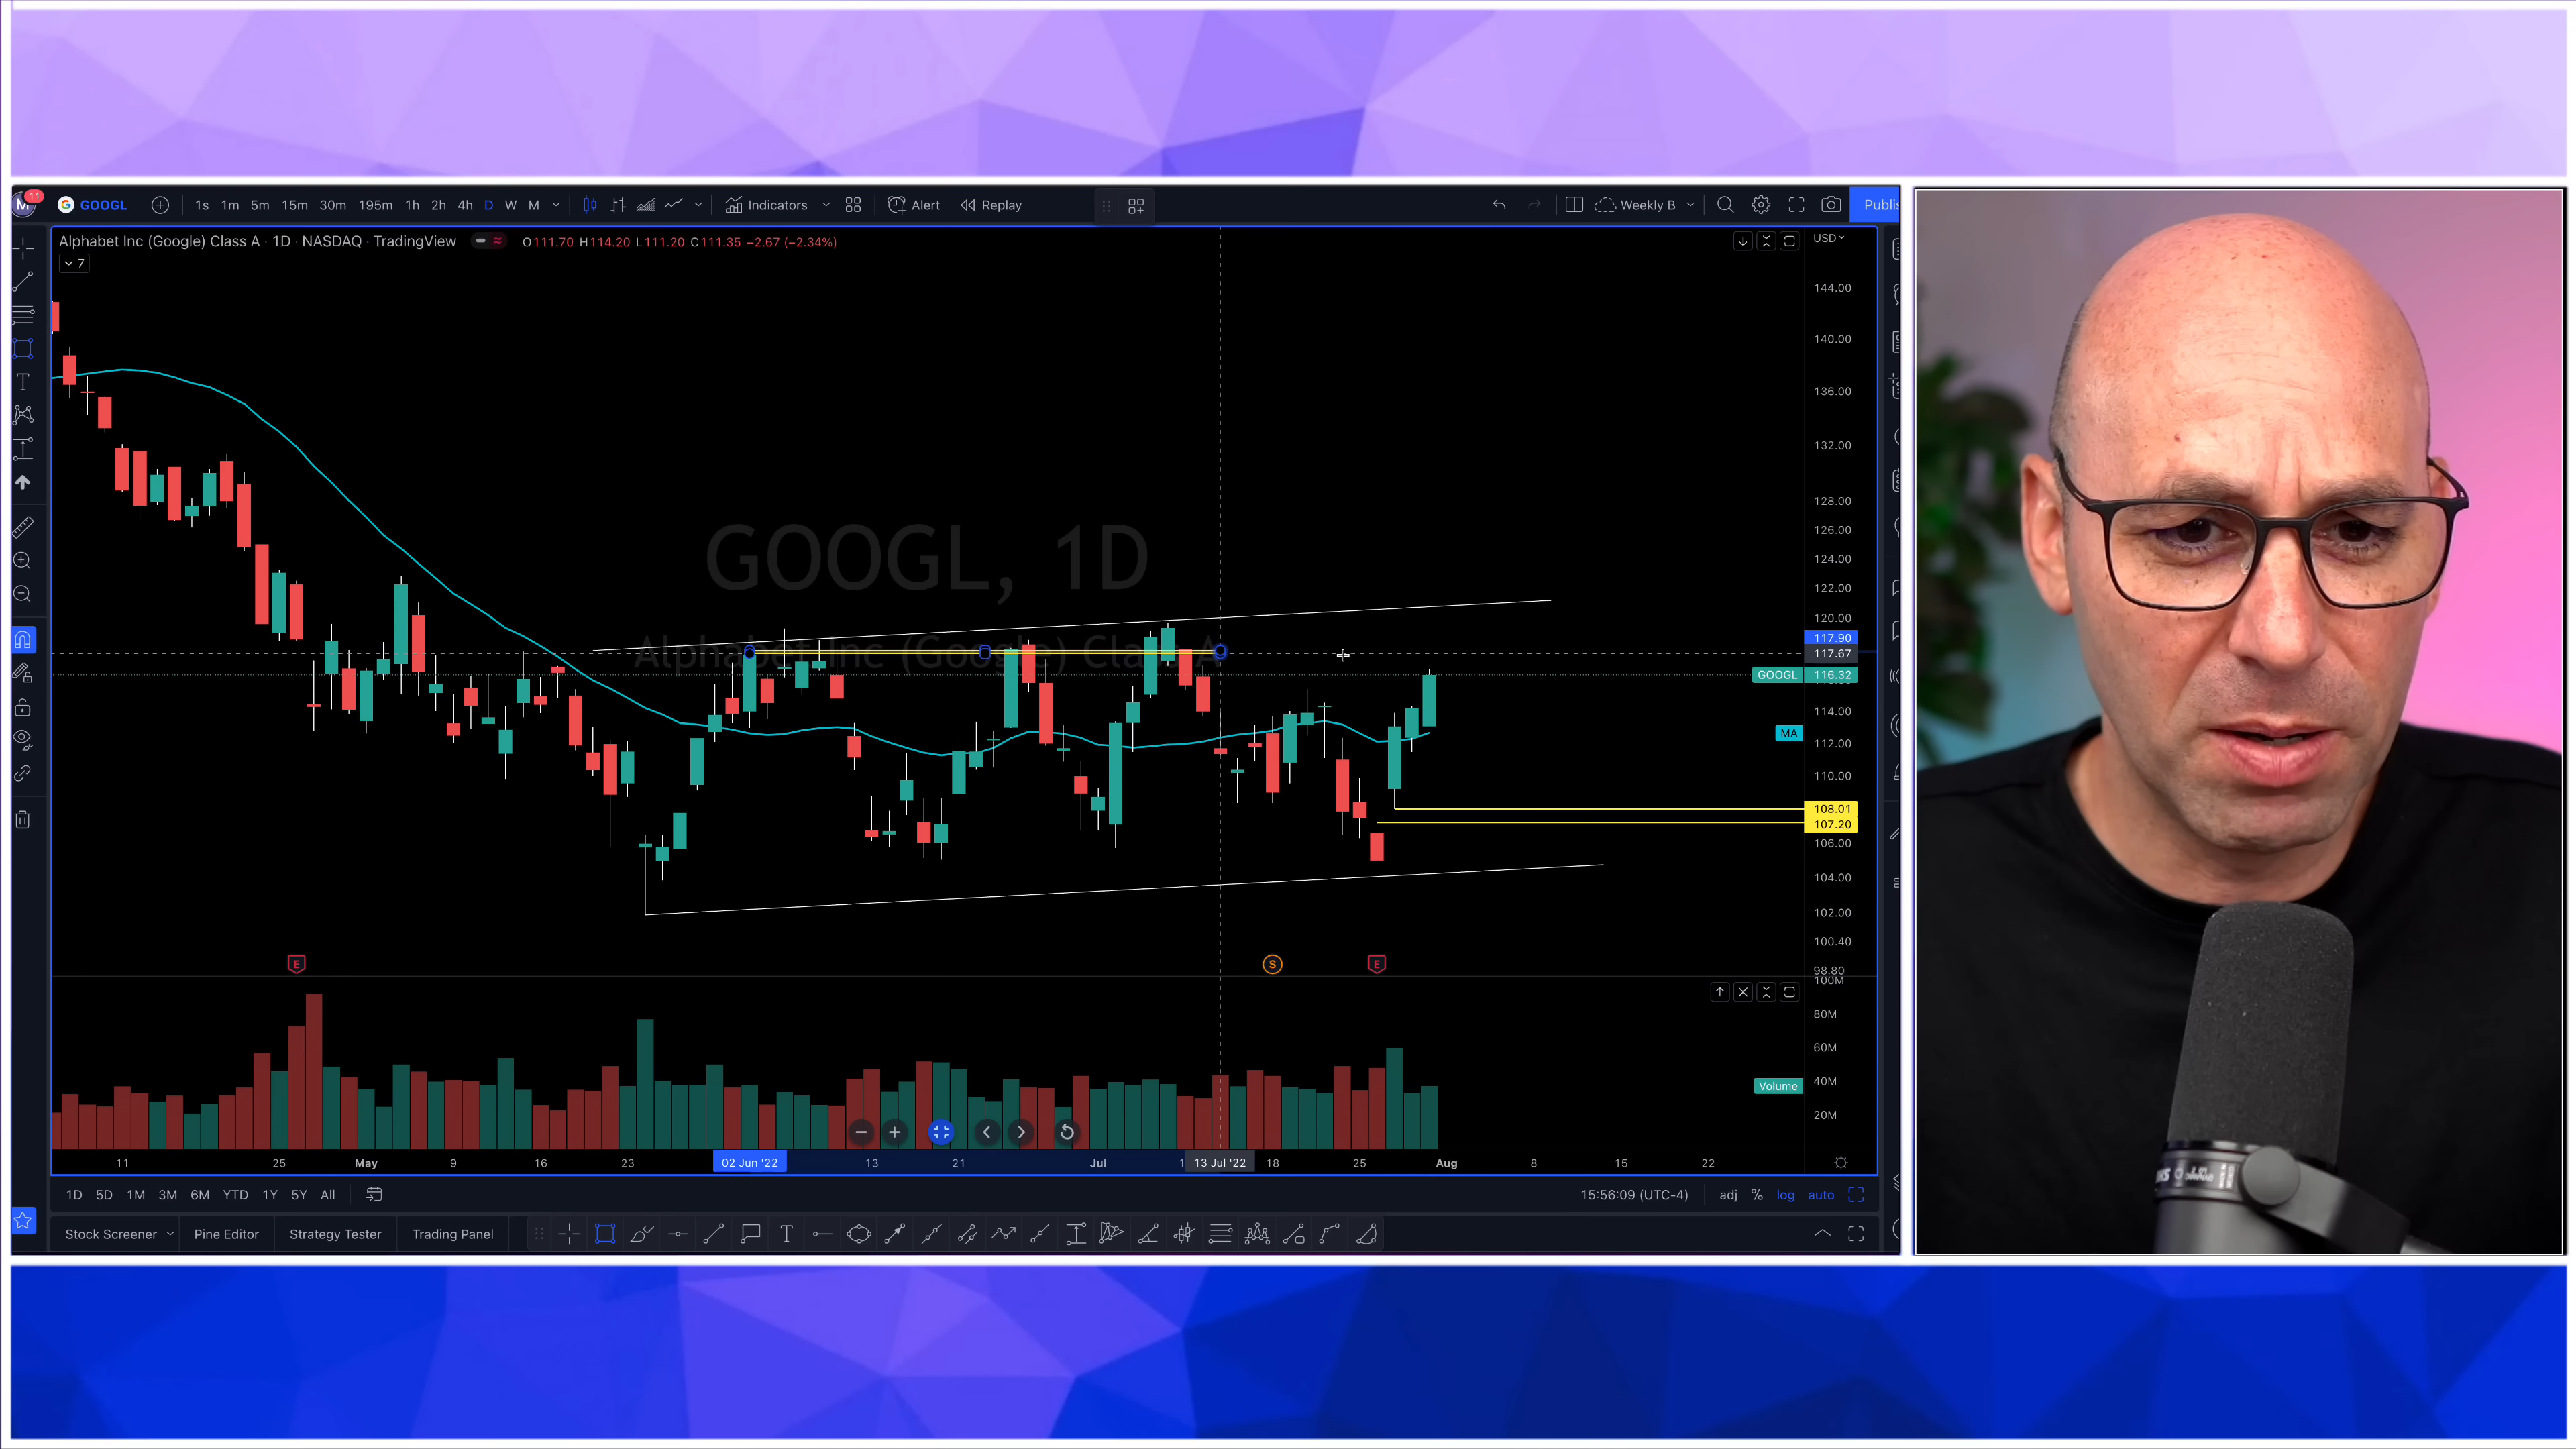 M 11 GOOGL 1s 1m 5m 15m 30m 195m 1h 2h 4h D W M Indicators Alert Replay Weekly B Publis
Alphabet Inc (Google) Class A · 1D · NASDAQ · TradingView O111.70 H114.20 L111.20 C111.35 −2.67 (−2.34%) USD
7
144.00
140.00
136.00
132.00
128.00
126.00
124.00
122.00
120.00
GOOGL, 1D
Alphabet Inc (Google) Class A
117.90
117.67
GOOGL 116.32
114.00
MA
112.00
110.00
108.01
107.20
106.00
104.00
102.00
100.40
E S E
98.80
100M
80M
60M
40M
Volume
20M
11 25 May 9 16 23 02 Jun '22 13 21 Jul 1 13 Jul '22 18 25 Aug 8 15 22
1D 5D 1M 3M 6M YTD 1Y 5Y All 15:56:09 (UTC-4) adj % log auto
Stock Screener Pine Editor Strategy Tester Trading Panel